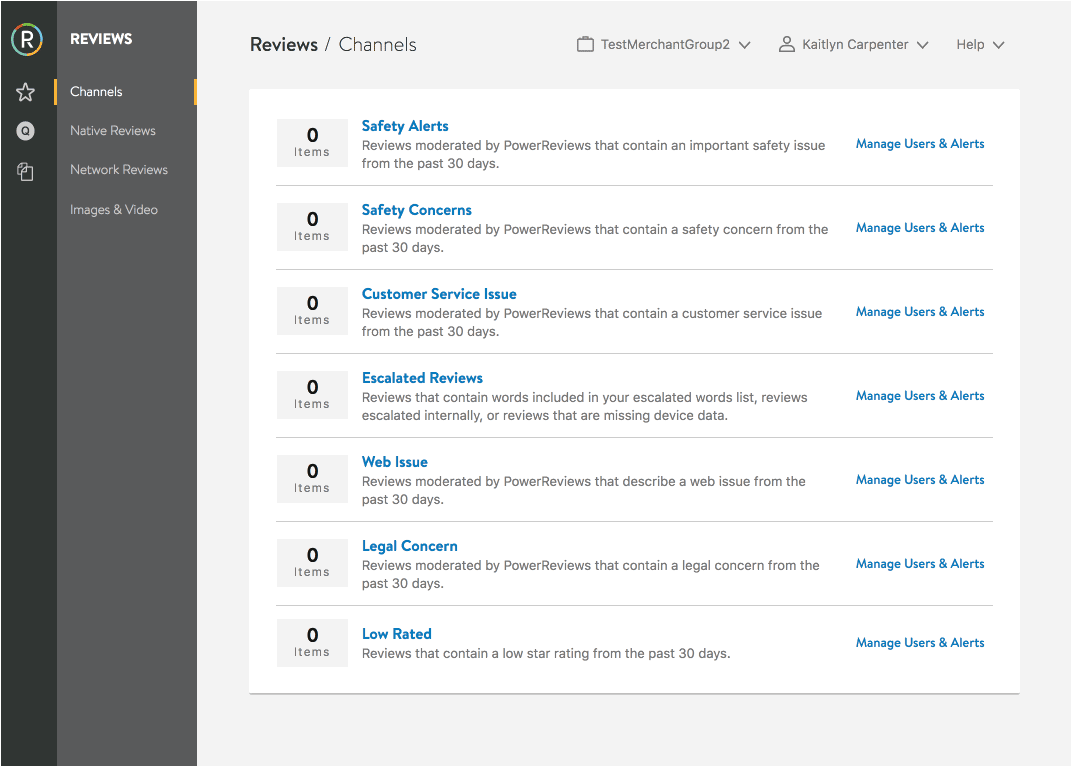 R
REVIEWS
Q
Channels
Native Reviews
Network Reviews
Images & Video
Reviews / Channels
TestMerchantGroup2
Kaitlyn Carpenter
Help
0
Items
Safety Alerts
Reviews moderated by PowerReviews that contain an important safety issue
from the past 30 days.
Manage Users & Alerts
0
Items
Safety Concerns
Reviews moderated by PowerReviews that contain a safety concern from the
past 30 days.
Manage Users & Alerts
0
Items
Customer Service Issue
Reviews moderated by PowerReviews that contain a customer service issue
from the past 30 days.
Manage Users & Alerts
0
Items
Escalated Reviews
Reviews that contain words included in your escalated words list, reviews
escalated internally, or reviews that are missing device data.
Manage Users & Alerts
0
Items
Web Issue
Reviews moderated by PowerReviews that describe a web issue from the
past 30 days.
Manage Users & Alerts
0
Items
Legal Concern
Reviews moderated by PowerReviews that contain a legal concern from the
past 30 days.
Manage Users & Alerts
0
Items
Low Rated
Reviews that contain a low star rating from the past 30 days.
Manage Users & Alerts